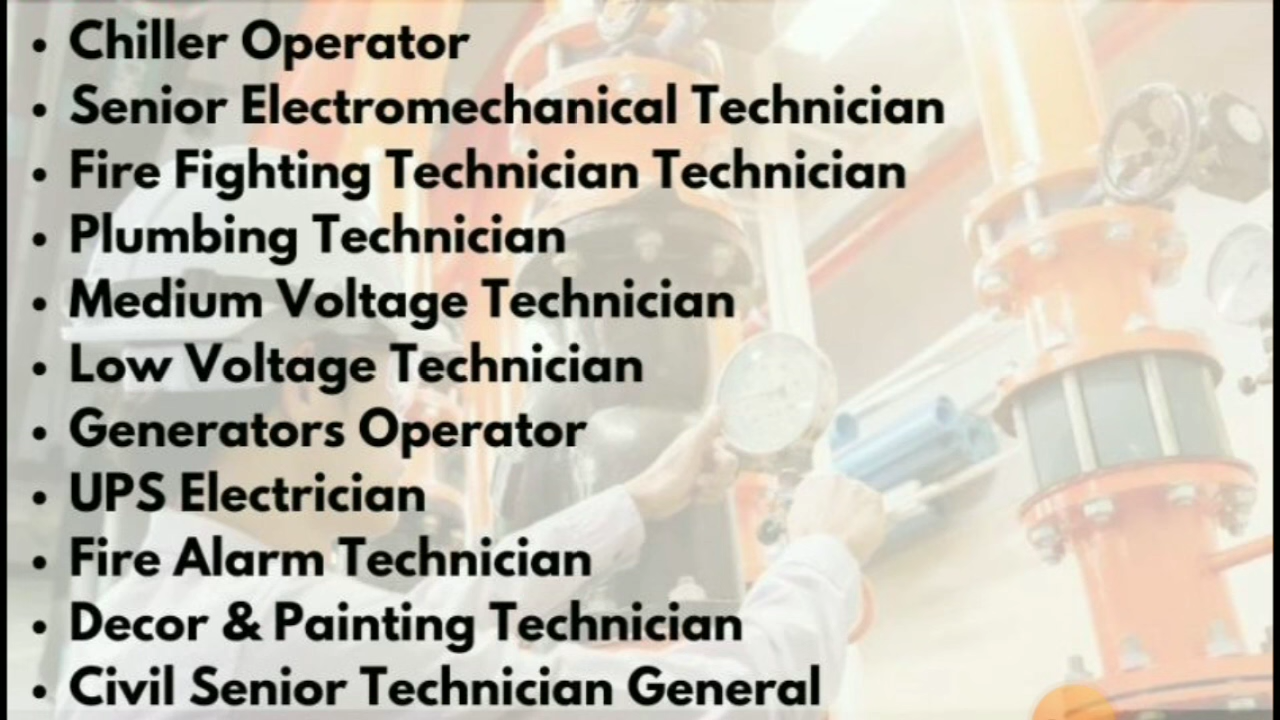 • Chiller Operator
• Senior Electromechanical Technician
• Fire Fighting Technician Technician
• Plumbing Technician
• Medium Voltage Technician
• Low Voltage Technician
• Generators Operator
• UPS Electrician
• Fire Alarm Technician
• Decor & Painting Technician
• Civil Senior Technician General